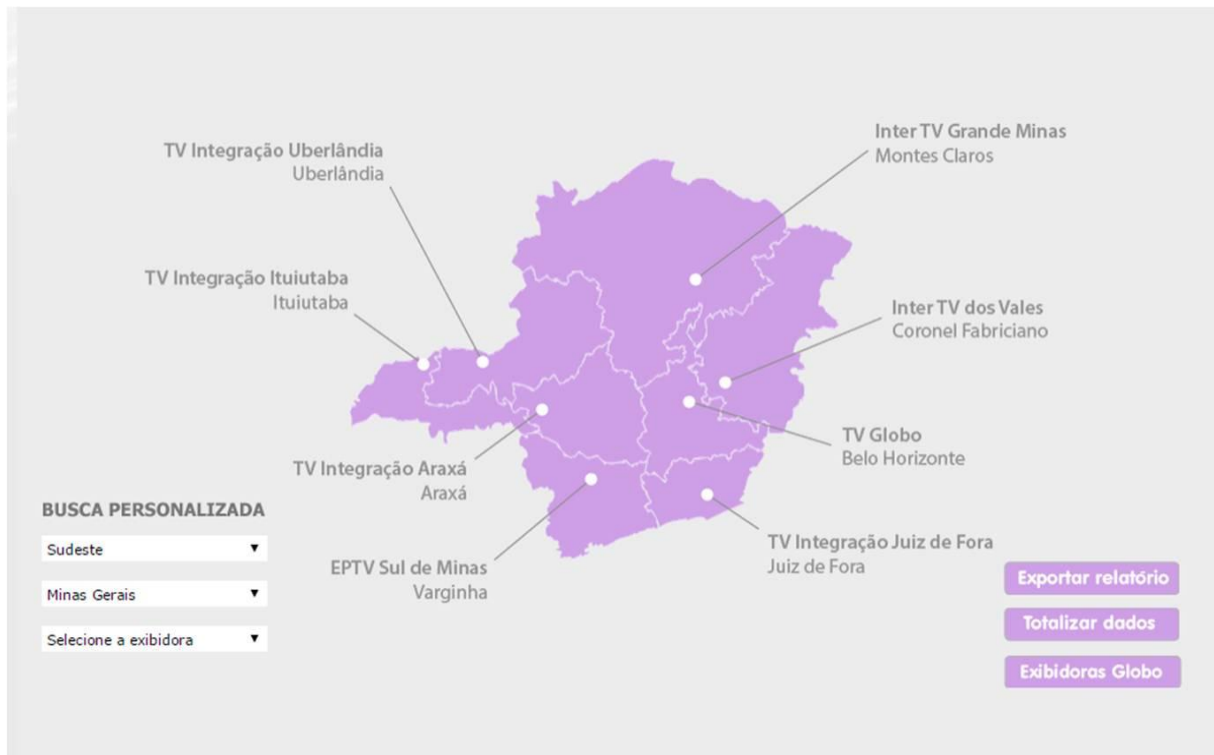 Inter TV Grande Minas
Montes Claros
TV Integração Uberlândia
Uberlândia
TV Integração Ituiutaba
Ituiutaba
Inter TV dos Vales
Coronel Fabriciano
TV Globo
Belo Horizonte
TV Integração Araxá
Araxá
TV Integração Juiz de Fora
Juiz de Fora
EPTV Sul de Minas
Varginha
BUSCA PERSONALIZADA
Sudeste
Minas Gerais
Selecione a exibidora
Exportar relatório
Totalizar dados
Exibidoras Globo